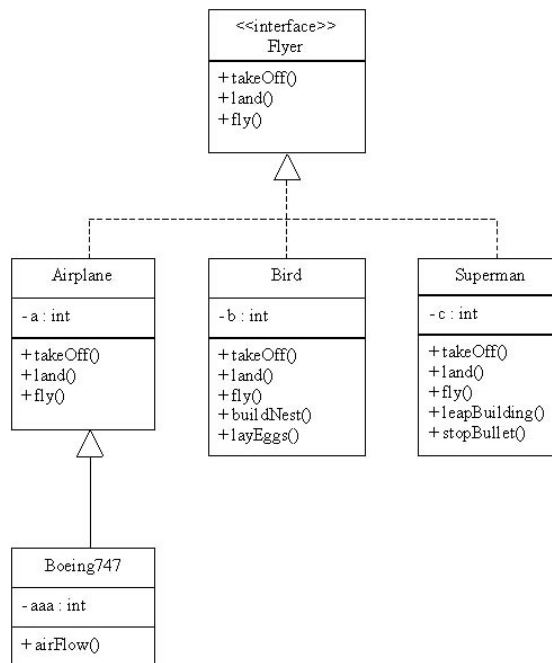 <<interface>>
Flyer
+takeOff()
+land()
+fly()
Airplane
-a : int
+takeOff()
+land()
+fly()
Bird
-b : int
+takeOff()
+land()
+fly()
+buildNest()
+layEggs()
Superman
-c : int
+takeOff()
+land()
+fly()
+leapBuilding()
+stopBullet()
Boeing747
-aaa : int
+airFlow()